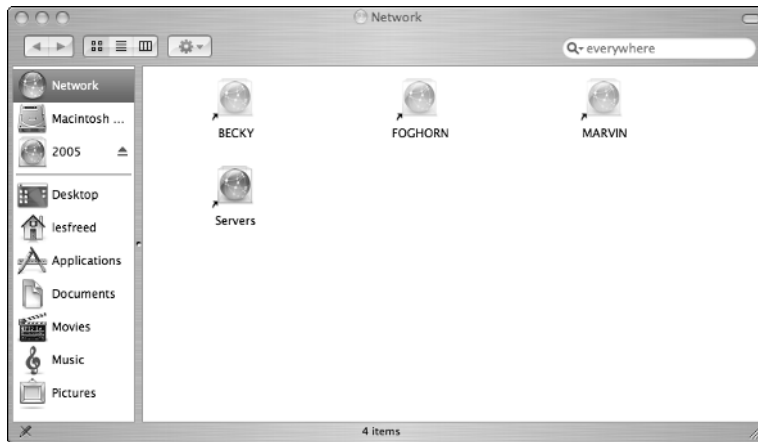 Network
everywhere
Network
Macintosh ...
2005
Desktop
lesfreed
Applications
Documents
Movies
Music
Pictures
BECKY
FOGHORN
MARVIN
Servers
4 items